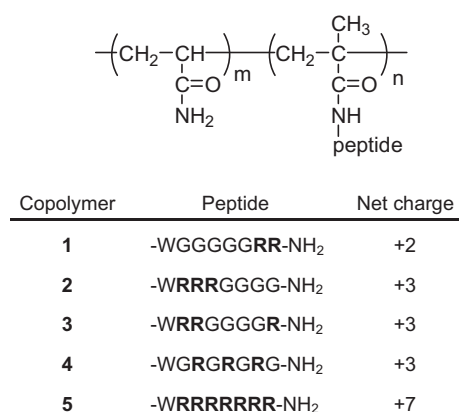 CH₃
(CH₂–CH)m (CH₂–C)n
C=O C=O
NH₂ NH
peptide
Copolymer Peptide Net charge
1 -WGGGGGRR-NH₂ +2
2 -WRRRGGGG-NH₂ +3
3 -WRRGGGGR-NH₂ +3
4 -WGRGRGRG-NH₂ +3
5 -WRRRRRRR-NH₂ +7